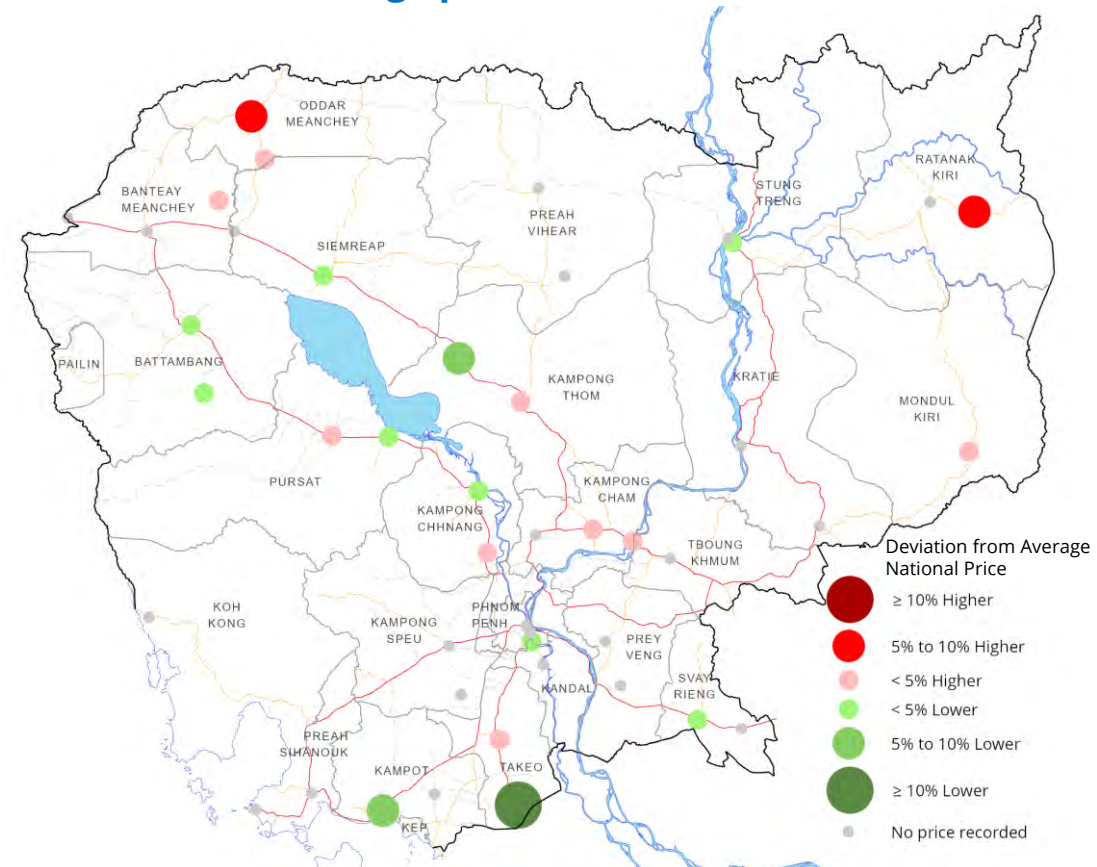 ODDAR
MEANCHEY
BANTEAY
MEANCHEY
RATANAK
KIRI
STUNG
TRENG
PREAH
VIHEAR
SIEMREAP
PAILIN
BATTAMBANG
KAMPONG
THOM
KRATIE
MONDUL
KIRI
PURSAT
KAMPONG
CHAM
KAMPONG
CHHNANG
TBOUNG
KHMUM
KOH
KONG
KAMPONG
SPEU
PHNOM
PENH
PREY
VENG
KANDAL
SVAY
RIENG
PREAH
SIHANOUK
KAMPOT
TAKEO
KEP
Deviation from Average
National Price
≥ 10% Higher
5% to 10% Higher
< 5% Higher
< 5% Lower
5% to 10% Lower
≥ 10% Lower
No price recorded